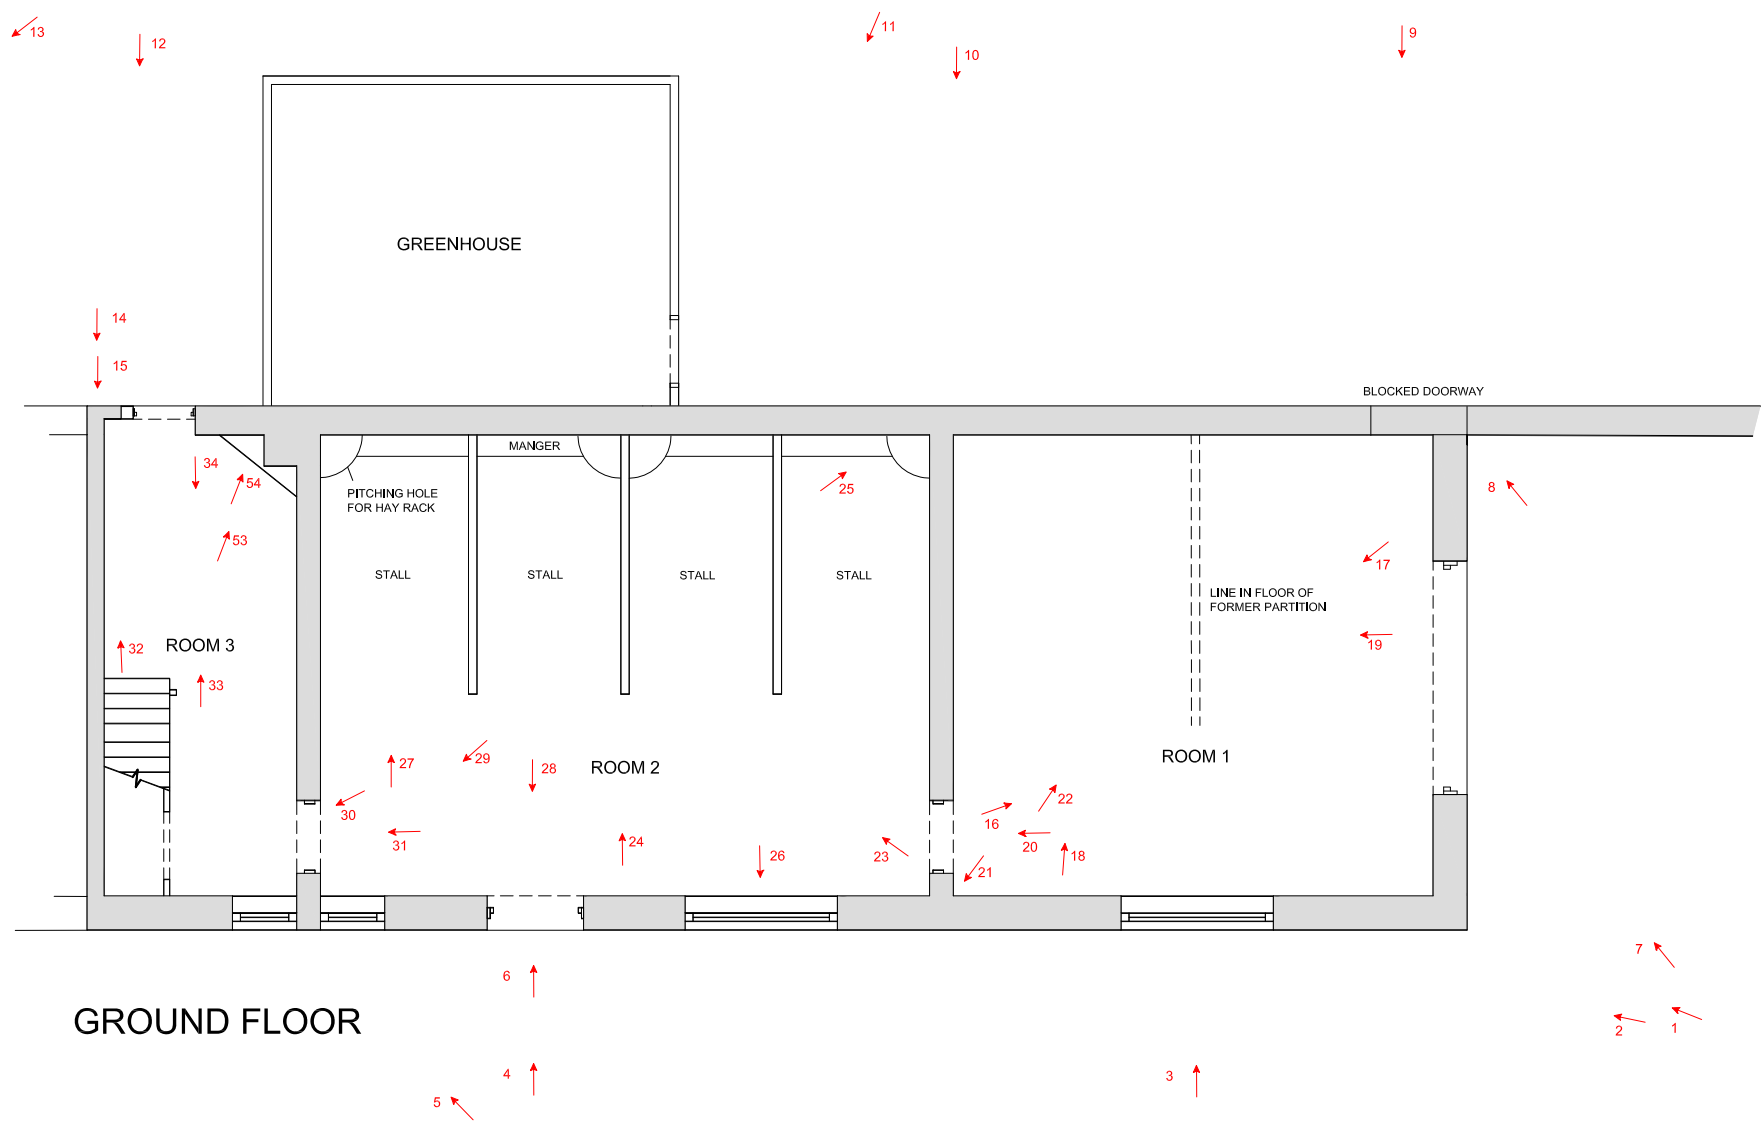 13
12
11
10
9
GREENHOUSE
14
15
BLOCKED DOORWAY
MANGER
34
54
PITCHING HOLE
FOR HAY RACK
25
8
53
STALL
STALL
STALL
STALL
17
LINE IN FLOOR OF
FORMER PARTITION
32
ROOM 3
19
33
27
29
28
ROOM 2
ROOM 1
30
31
24
26
23
16
22
20
18
21
6
7
GROUND FLOOR
2
1
4
3
5